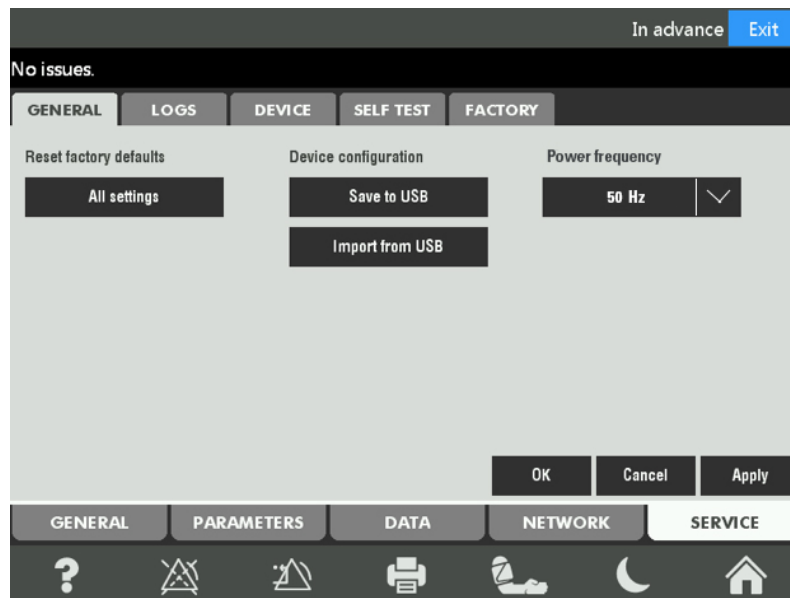 In advance Exit
No issues.
GENERAL LOGS DEVICE SELF TEST FACTORY
Reset factory defaults Device configuration Power frequency
All settings Save to USB 50 Hz
Import from USB
OK Cancel Apply
GENERAL PARAMETERS DATA NETWORK SERVICE
?